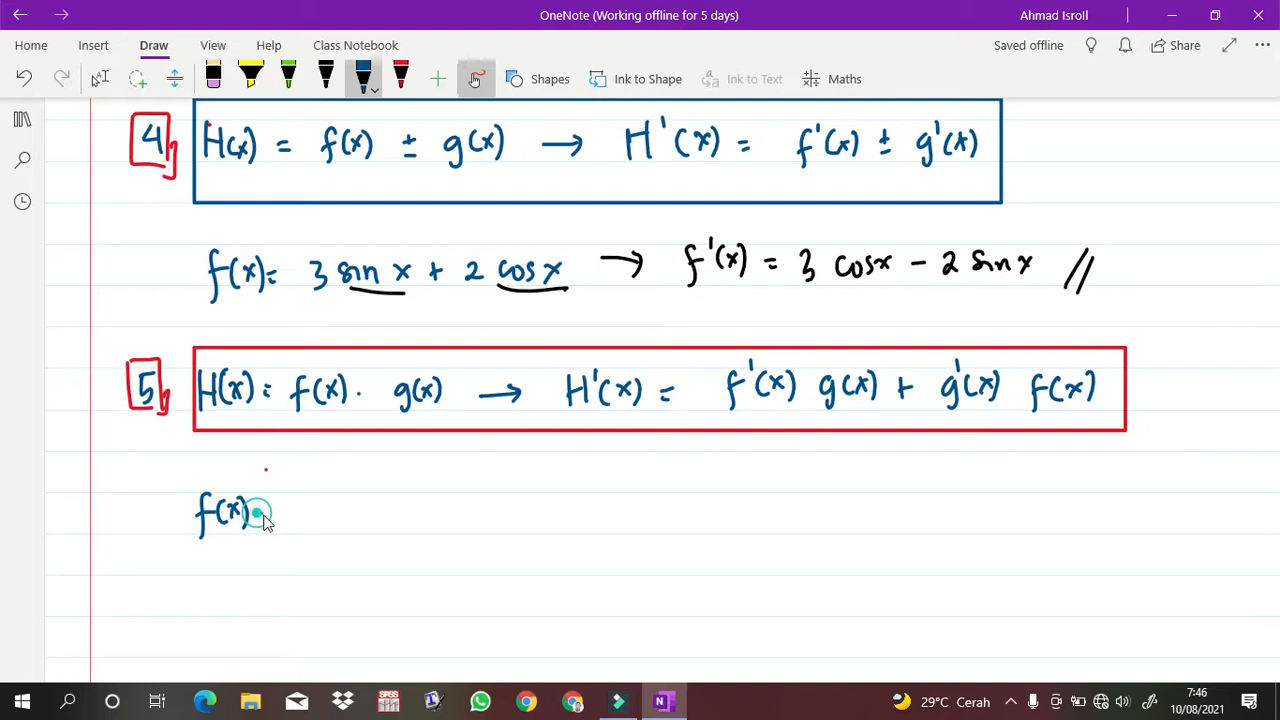 OneNote (Working offline for 5 days)
Ahmad Isroll
Home Insert Draw View Help Class Notebook
Saved offline Share
Shapes Ink to Shape Ink to Text Maths
4) H(x) = f(x) ± g(x) → H'(x) = f'(x) ± g'(x)
f(x) = 3 sin x + 2 cos x → f'(x) = 3 cos x - 2 sin x //
5) H(x) = f(x) · g(x) → H'(x) = f'(x) g(x) + g'(x) f(x)
f(x)
SPSS
29°C Cerah
7:46
10/08/2021